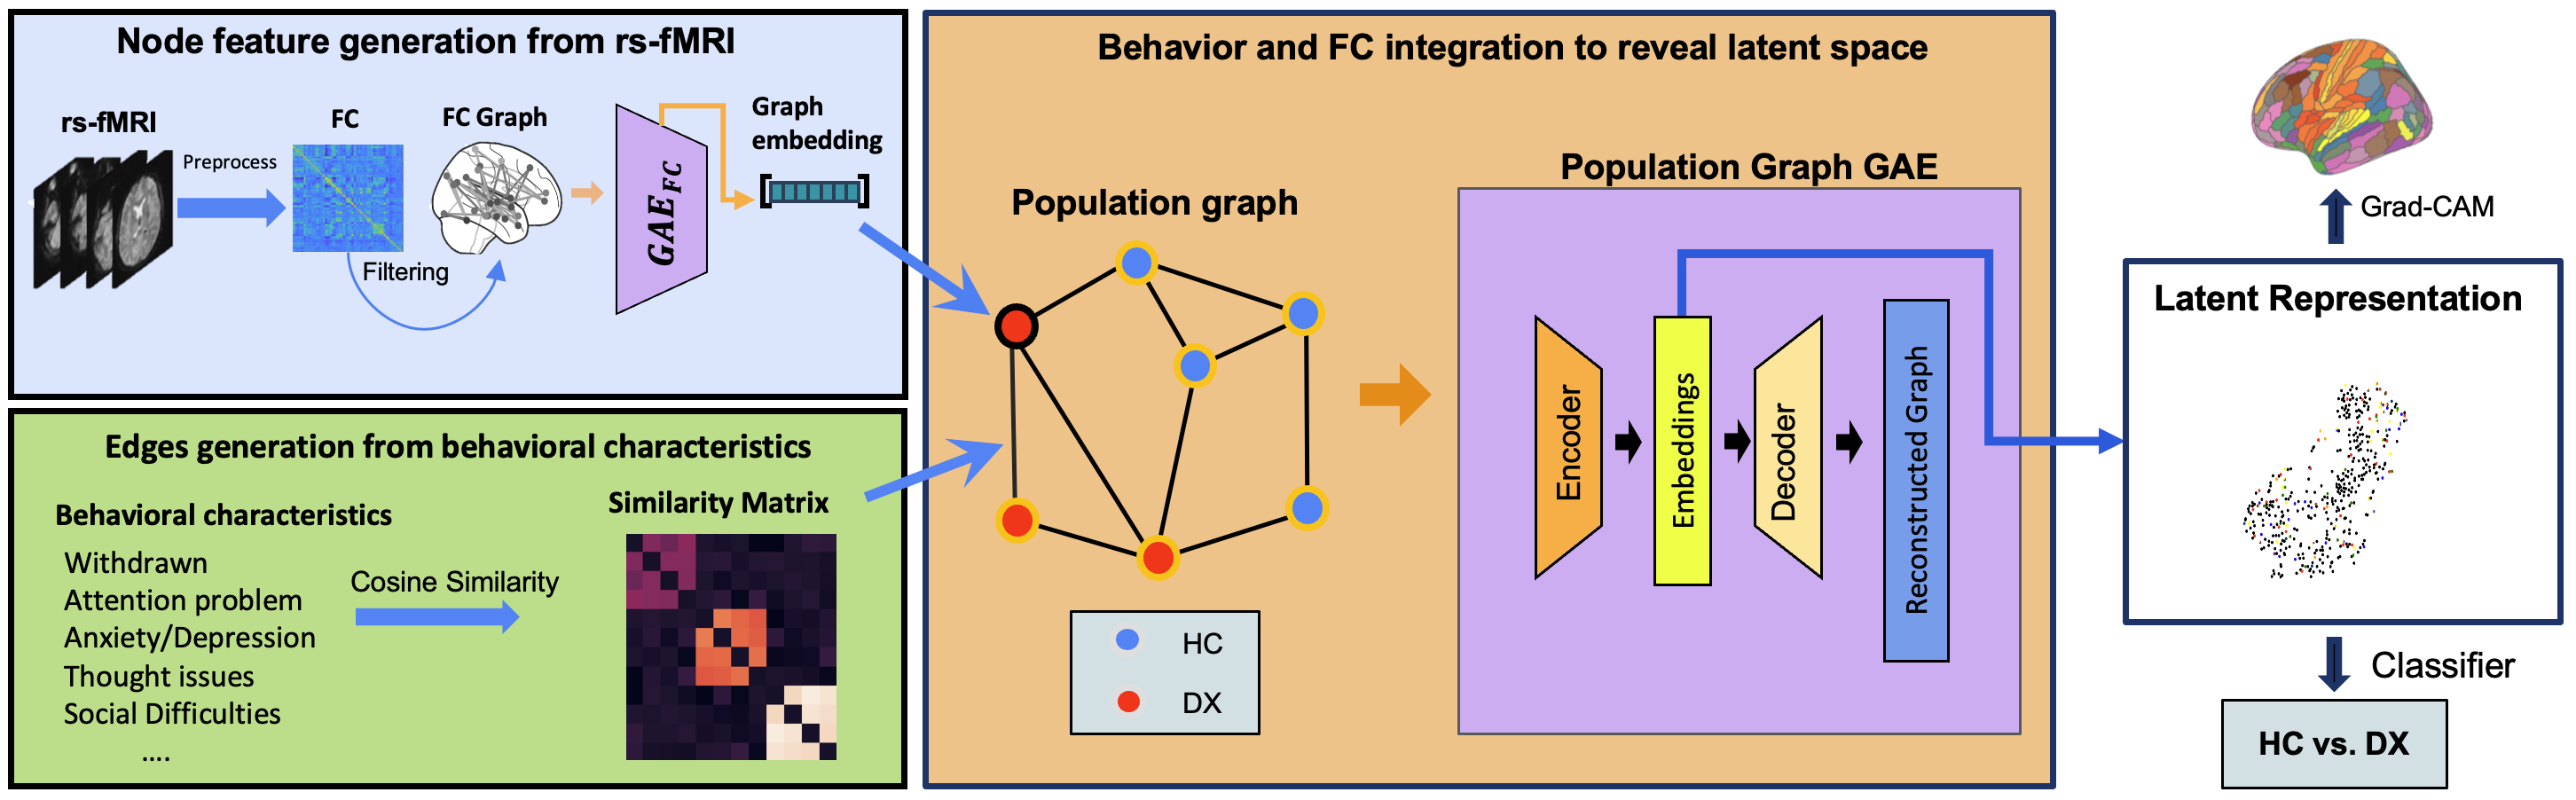 Node feature generation from rs-fMRI
rs-fMRI
Preprocess
FC
Filtering
FC Graph
GAE_FC
Graph
embedding
Edges generation from behavioral characteristics
Behavioral characteristics
Withdrawn
Attention problem
Anxiety/Depression
Thought issues
Social Difficulties
....
Cosine Similarity
Similarity Matrix
Behavior and FC integration to reveal latent space
Population graph
HC
DX
Population Graph GAE
Encoder
Embeddings
Decoder
Reconstructed Graph
Grad-CAM
Latent Representation
Classifier
HC vs. DX